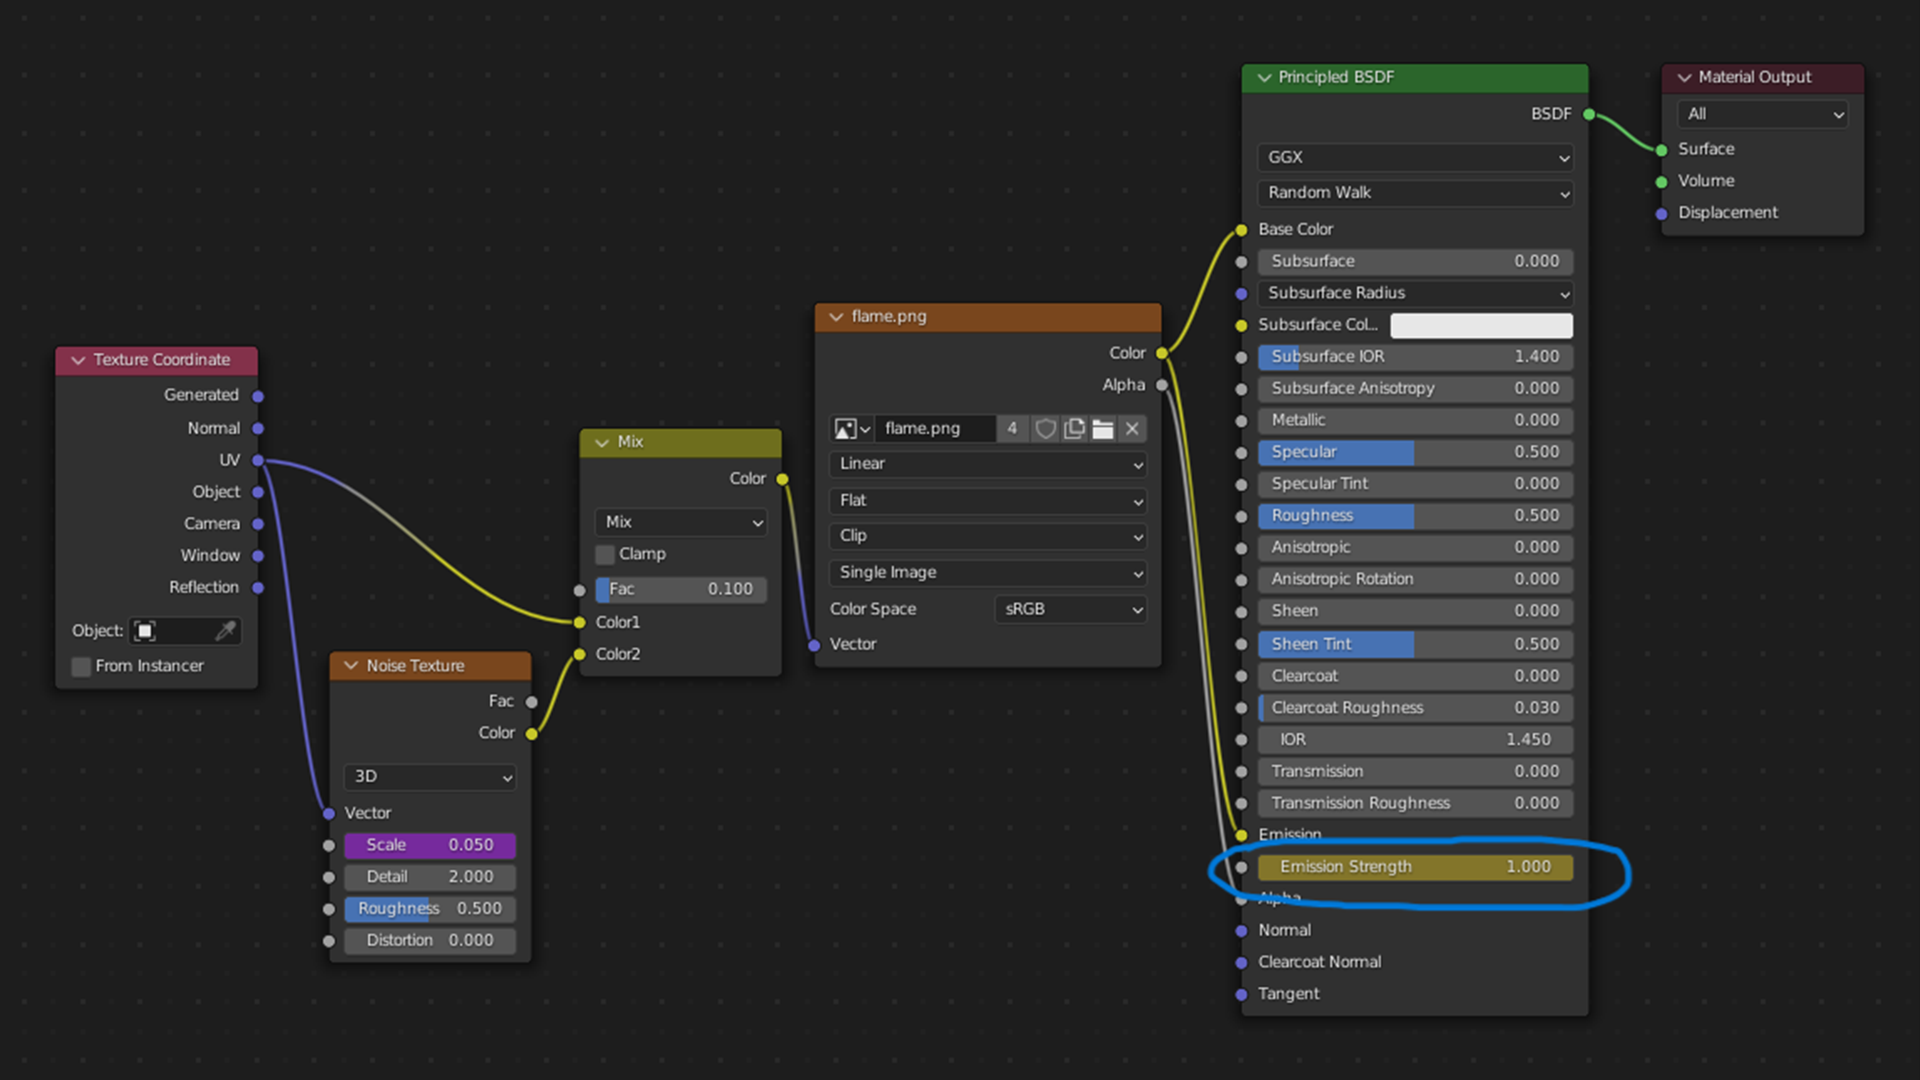 Texture Coordinate
Generated
Normal
UV
Object
Camera
Window
Reflection
Object:
From Instancer
Noise Texture
Fac
Color
3D
Vector
Scale 0.050
Detail 2.000
Roughness 0.500
Distortion 0.000
Mix
Color
Mix
Clamp
Fac 0.100
Color1
Color2
flame.png
Color
Alpha
flame.png 4
Linear
Flat
Clip
Single Image
Color Space sRGB
Vector
Principled BSDF
BSDF
GGX
Random Walk
Base Color
Subsurface 0.000
Subsurface Radius
Subsurface Col...
Subsurface IOR 1.400
Subsurface Anisotropy 0.000
Metallic 0.000
Specular 0.500
Specular Tint 0.000
Roughness 0.500
Anisotropic 0.000
Anisotropic Rotation 0.000
Sheen 0.000
Sheen Tint 0.500
Clearcoat 0.000
Clearcoat Roughness 0.030
IOR 1.450
Transmission 0.000
Transmission Roughness 0.000
Emission
Emission Strength 1.000
Alpha
Normal
Clearcoat Normal
Tangent
Material Output
All
Surface
Volume
Displacement